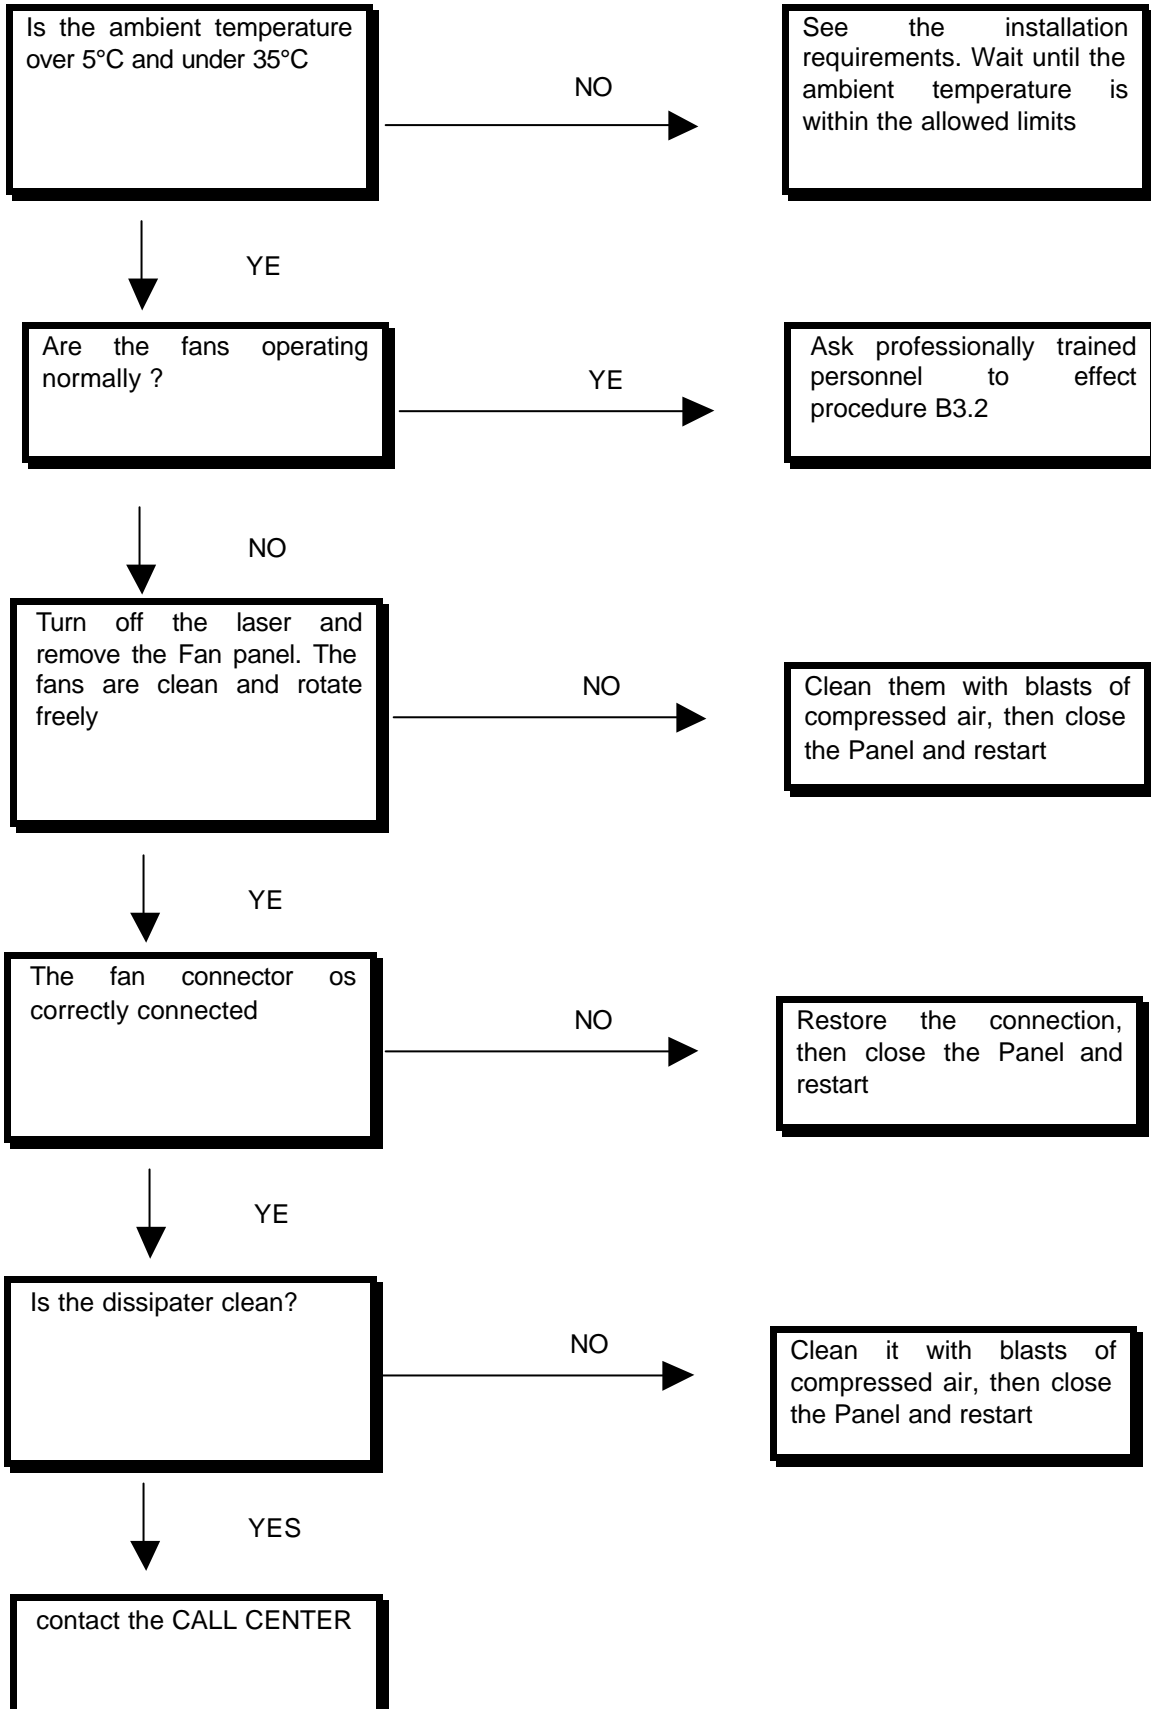 Is the ambient temperature
over 5°C and under 35°C
NO
See the installation
requirements. Wait until the
ambient temperature is
within the allowed limits
YE
Are the fans operating
normally ?
YE
Ask professionally trained
personnel to effect
procedure B3.2
NO
Turn off the laser and
remove the Fan panel. The
fans are clean and rotate
freely
NO
Clean them with blasts of
compressed air, then close
the Panel and restart
YE
The fan connector os
correctly connected
NO
Restore the connection,
then close the Panel and
restart
YE
Is the dissipater clean?
NO
Clean it with blasts of
compressed air, then close
the Panel and restart
YES
contact the CALL CENTER